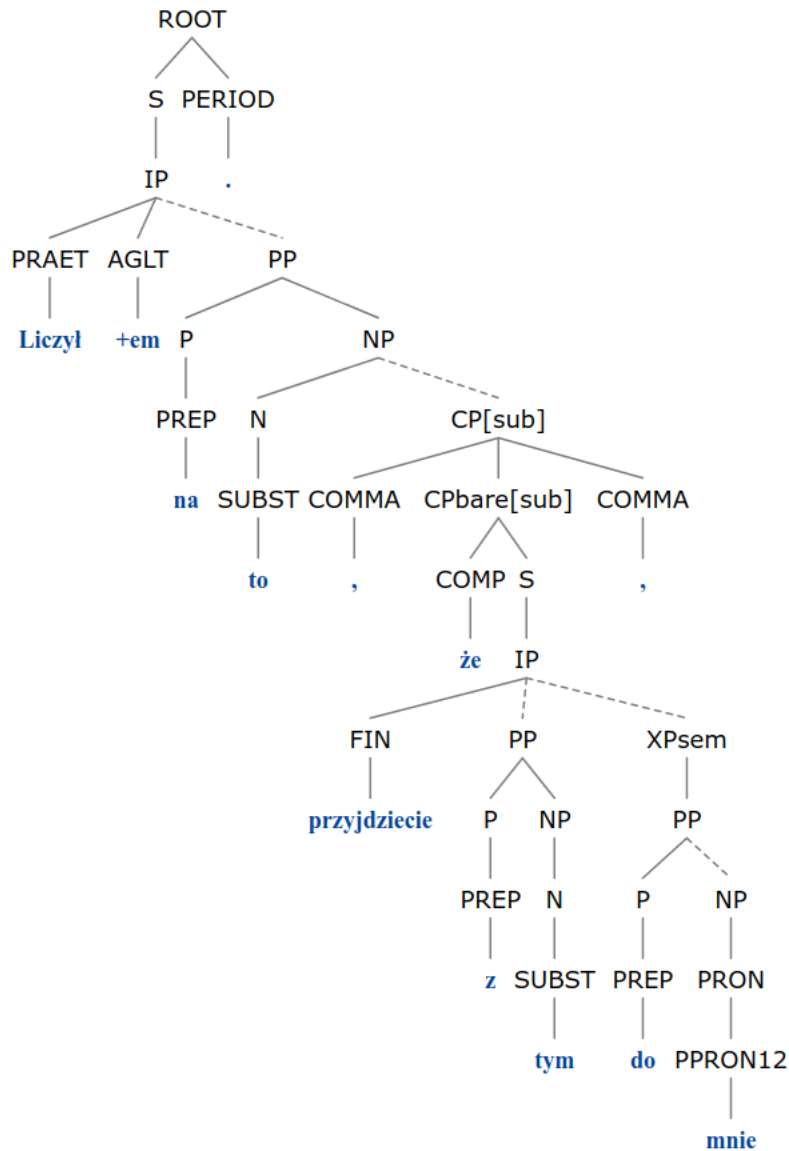 ROOT
S PERIOD
IP .
PRAET AGLT PP
Liczył +em P NP
PREP N CP[sub]
na SUBST COMMA CPbare[sub] COMMA
to , COMP S ,
że IP
FIN PP XPsem
przyjdziecie P NP PP
PREP N P NP
z SUBST PREP PRON
tym do PPRON12
mnie